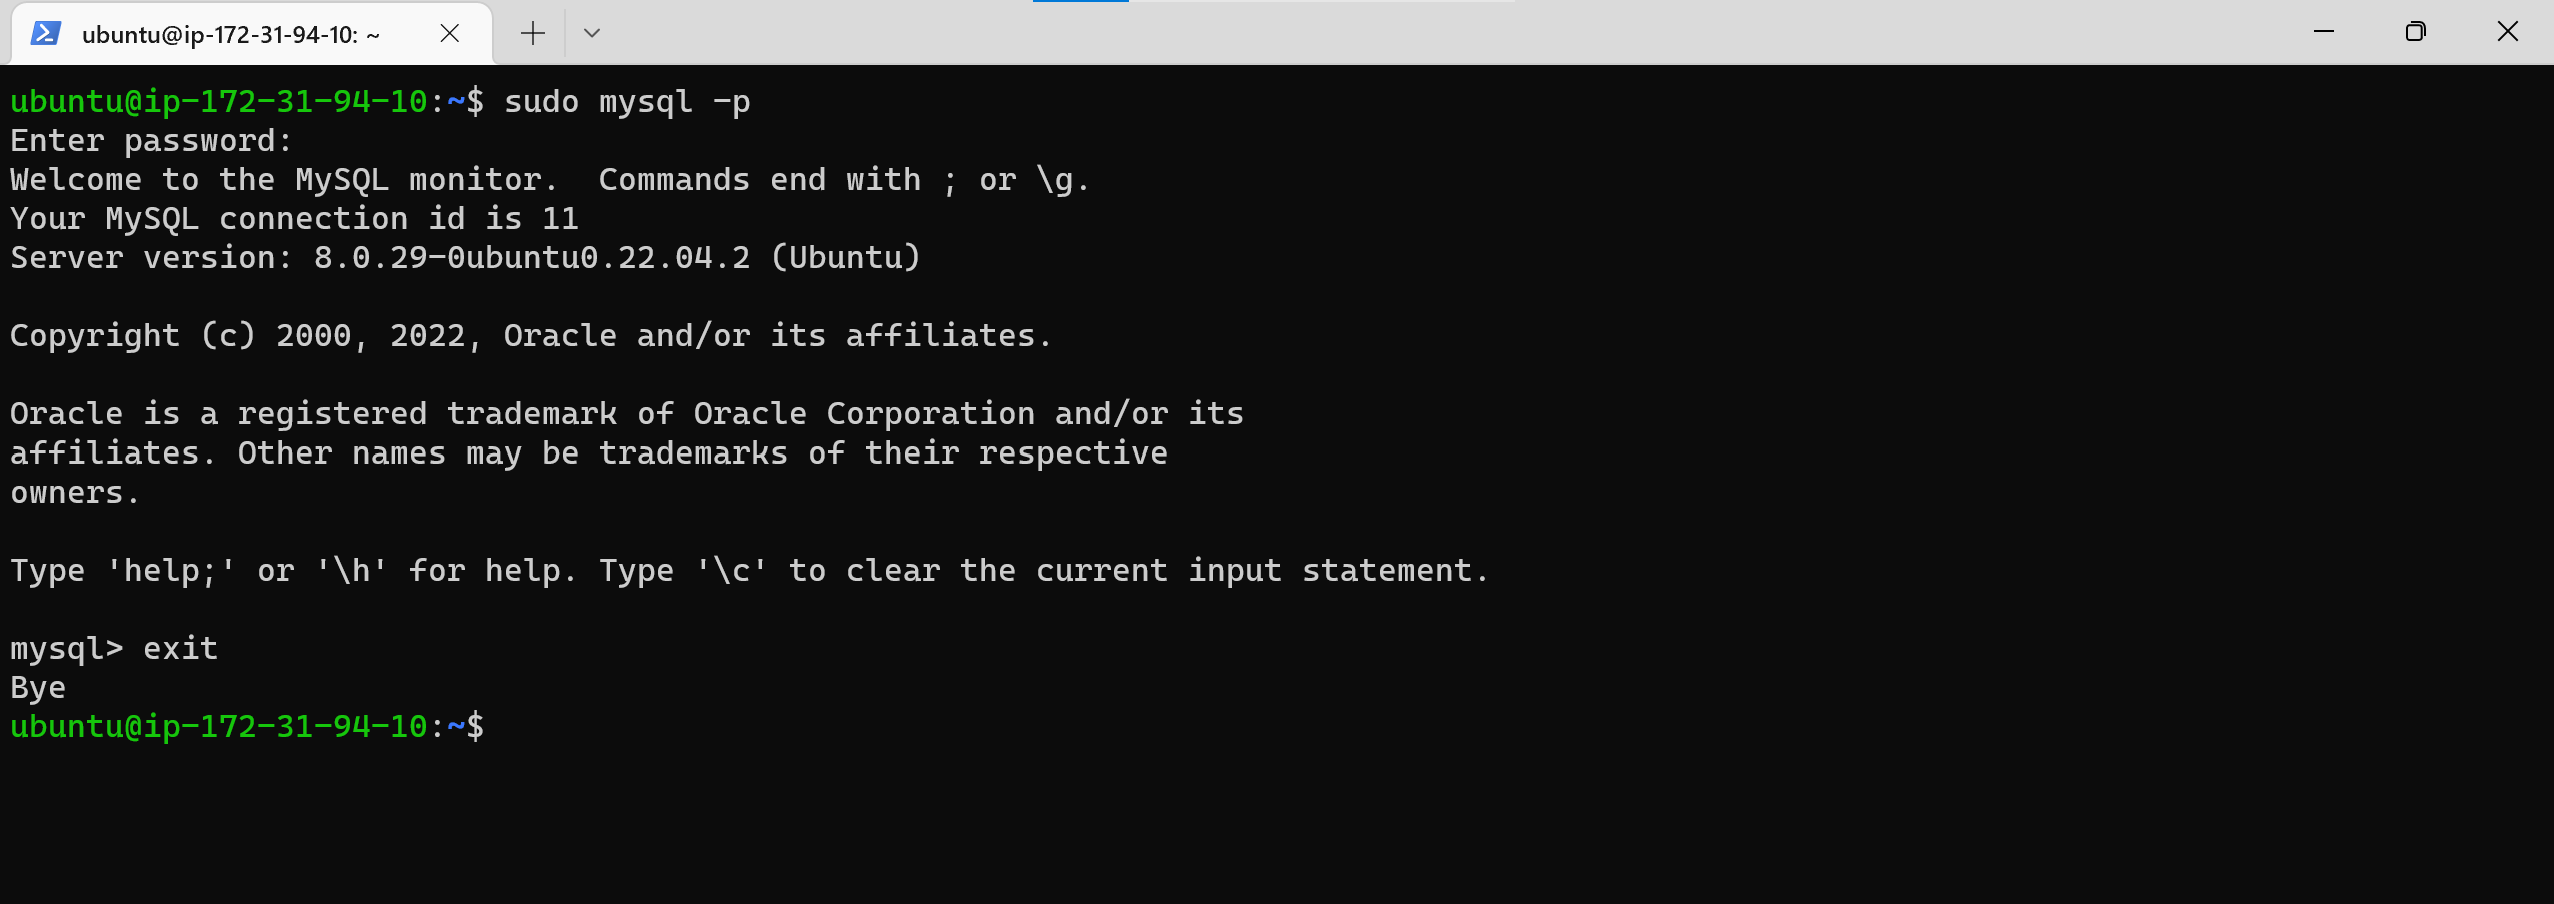 ubuntu@ip-172-31-94-10: ~
ubuntu@ip-172-31-94-10:~$ sudo mysql -p
Enter password:
Welcome to the MySQL monitor.  Commands end with ; or \g.
Your MySQL connection id is 11
Server version: 8.0.29-0ubuntu0.22.04.2 (Ubuntu)

Copyright (c) 2000, 2022, Oracle and/or its affiliates.

Oracle is a registered trademark of Oracle Corporation and/or its
affiliates. Other names may be trademarks of their respective
owners.

Type 'help;' or '\h' for help. Type '\c' to clear the current input statement.

mysql> exit
Bye
ubuntu@ip-172-31-94-10:~$